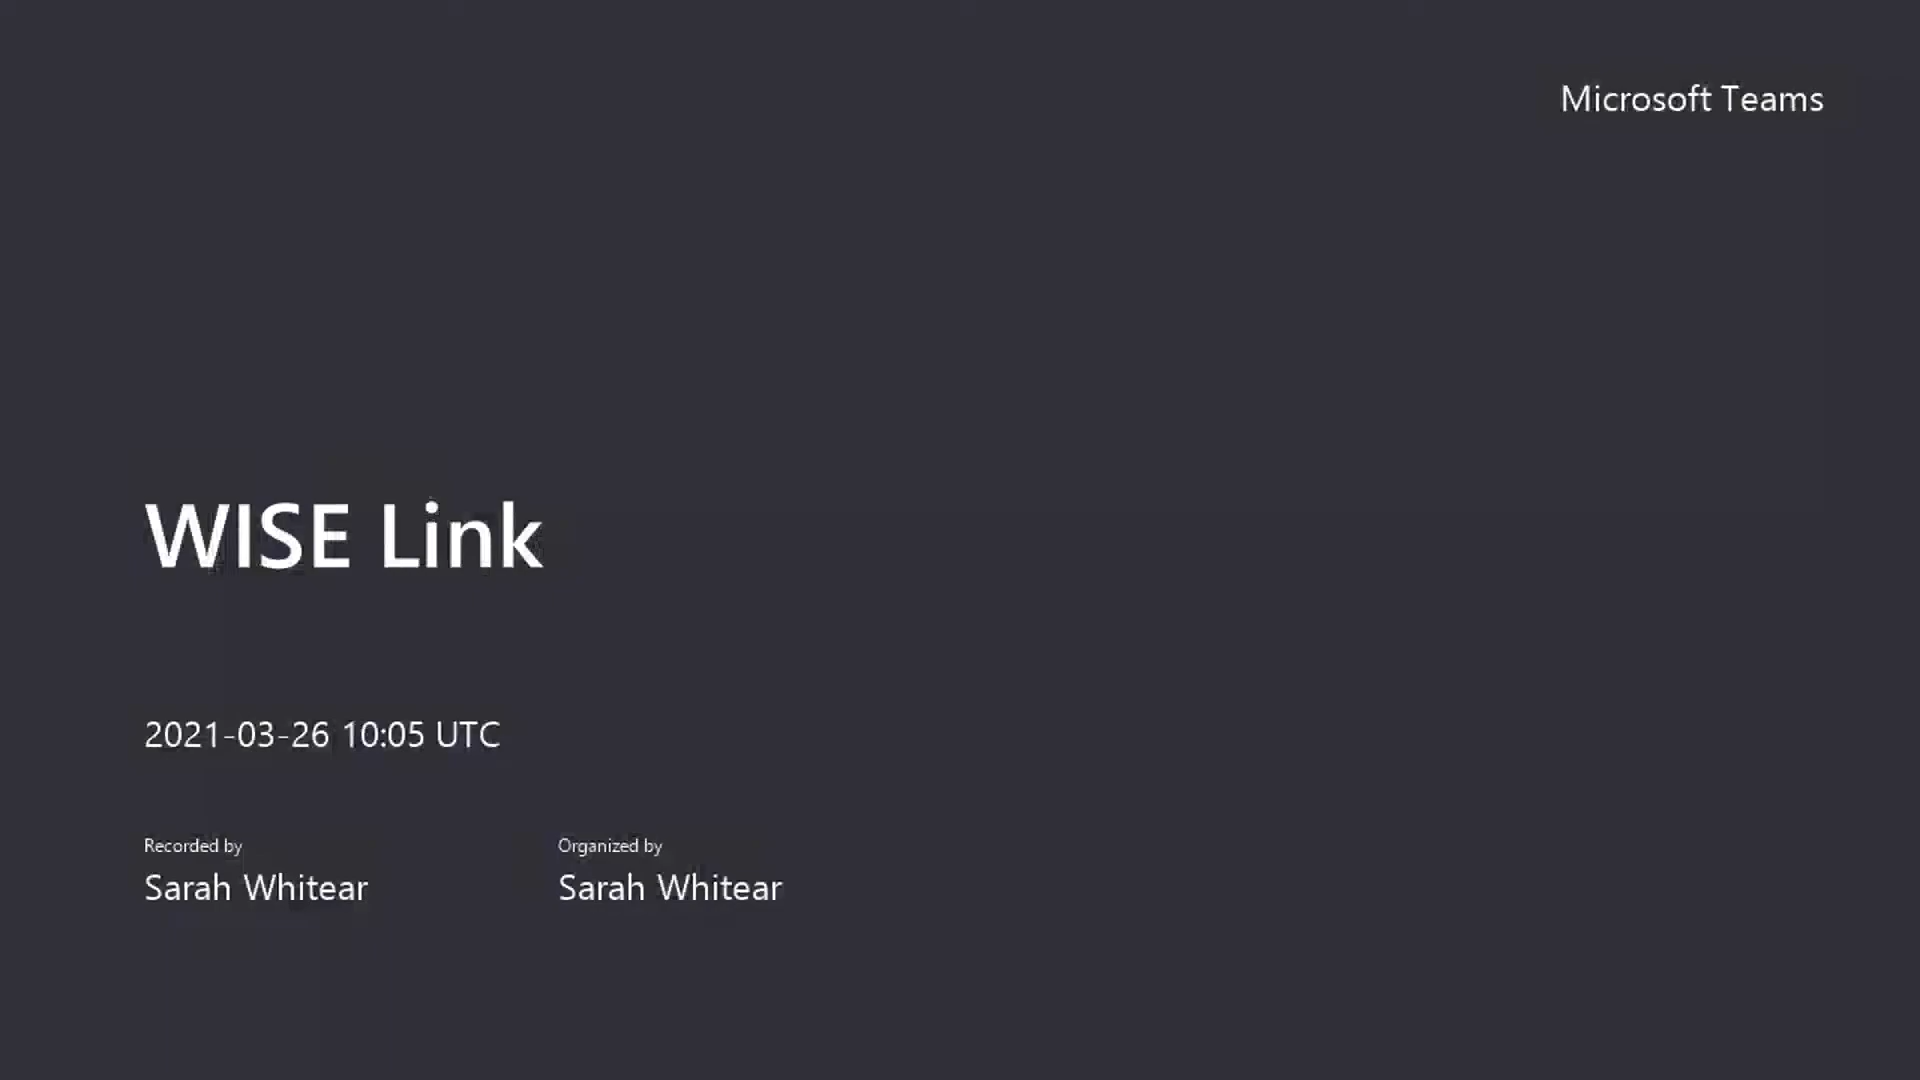 Microsoft Teams
WISE Link
2021-03-26 10:05 UTC
Recorded by
Sarah Whitear
Organized by
Sarah Whitear